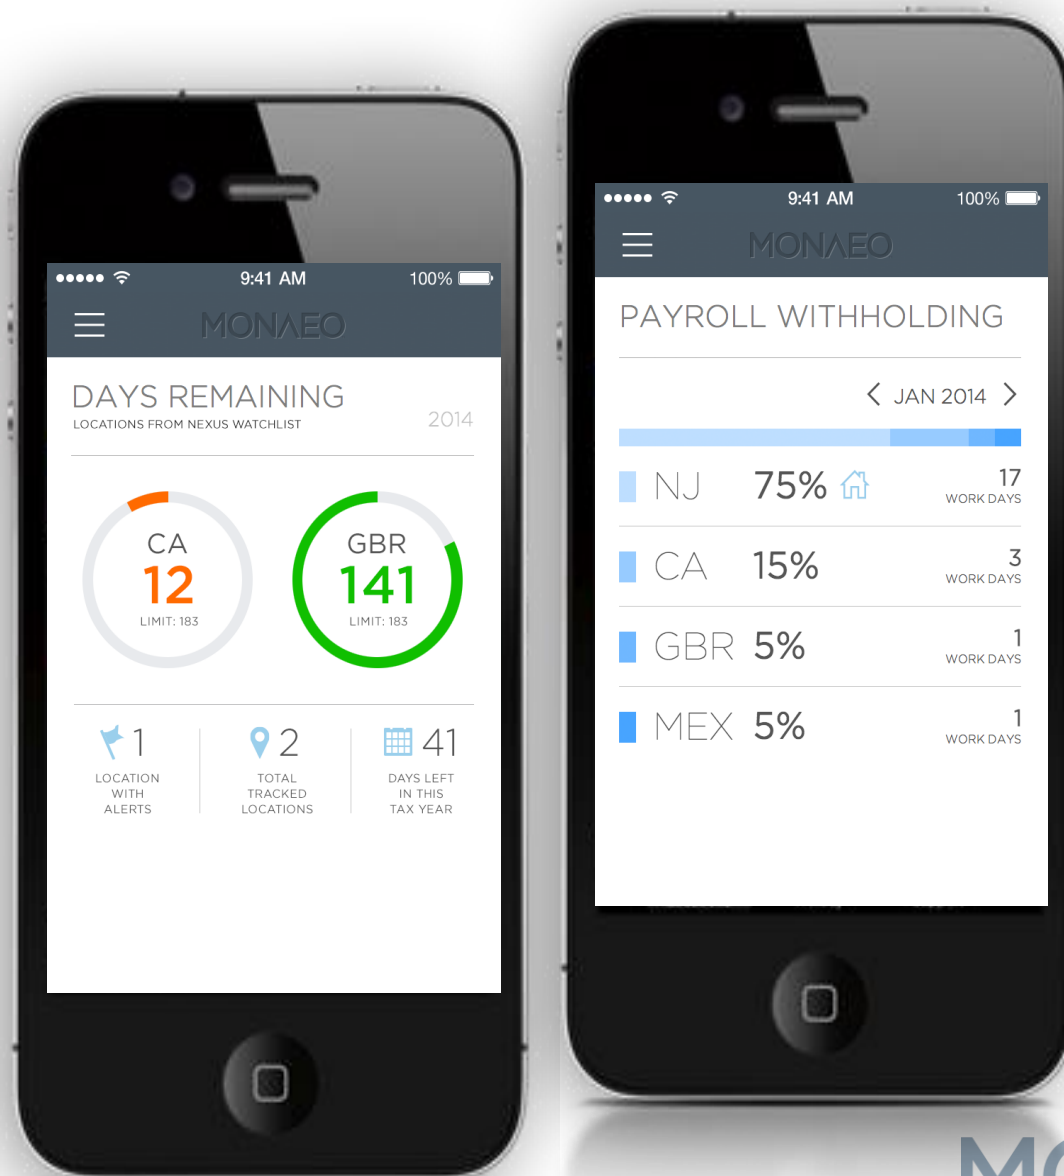 9:41 AM
100%
MONAEO
DAYS REMAINING
LOCATIONS FROM NEXUS WATCHLIST
2014
CA
12
LIMIT: 183
GBR
141
LIMIT: 183
1
LOCATION
WITH
ALERTS
2
TOTAL
TRACKED
LOCATIONS
41
DAYS LEFT
IN THIS
TAX YEAR
9:41 AM
100%
MONAEO
PAYROLL WITHHOLDING
JAN 2014
NJ 75% 17
WORK DAYS
CA 15% 3
WORK DAYS
GBR 5% 1
WORK DAYS
MEX 5% 1
WORK DAYS